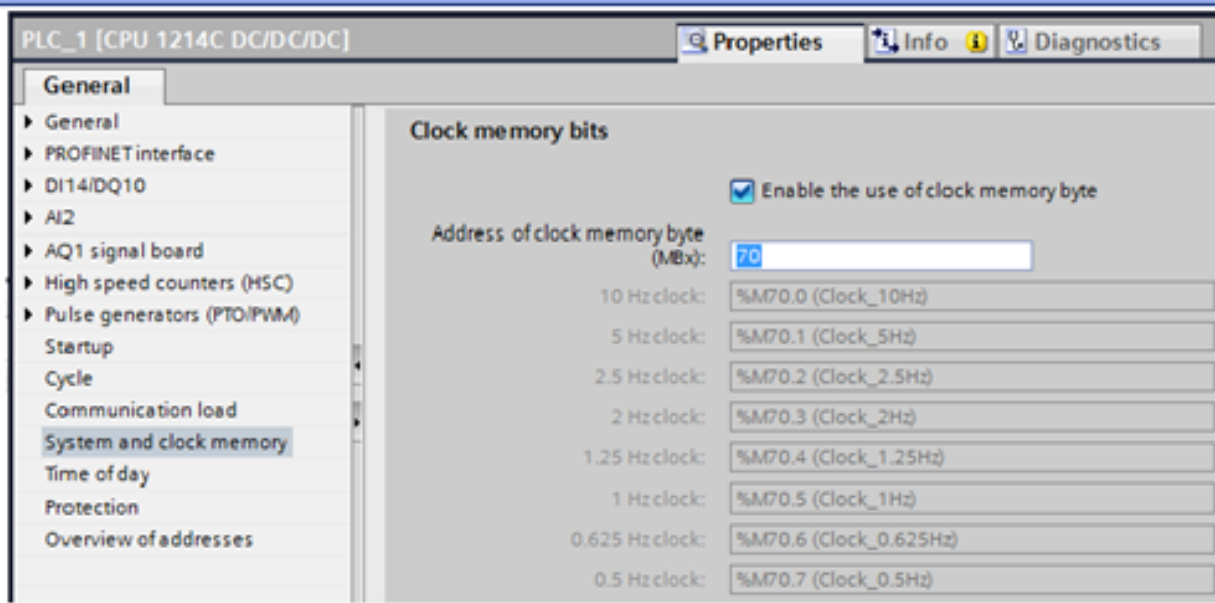 PLC_1 [CPU 1214C DC/DC/DC]
Properties
Info
Diagnostics
General
General
PROFINET interface
DI14/DQ10
AI2
AQ1 signal board
High speed counters (HSC)
Pulse generators (PTO/PWM)
Startup
Cycle
Communication load
System and clock memory
Time of day
Protection
Overview of addresses
Clock memory bits
Enable the use of clock memory byte
Address of clock memory byte
(MBx): 70
10 Hz clock: %M70.0 (Clock_10Hz)
5 Hz clock: %M70.1 (Clock_5Hz)
2.5 Hz clock: %M70.2 (Clock_2.5Hz)
2 Hz clock: %M70.3 (Clock_2Hz)
1.25 Hz clock: %M70.4 (Clock_1.25Hz)
1 Hz clock: %M70.5 (Clock_1Hz)
0.625 Hz clock: %M70.6 (Clock_0.625Hz)
0.5 Hz clock: %M70.7 (Clock_0.5Hz)